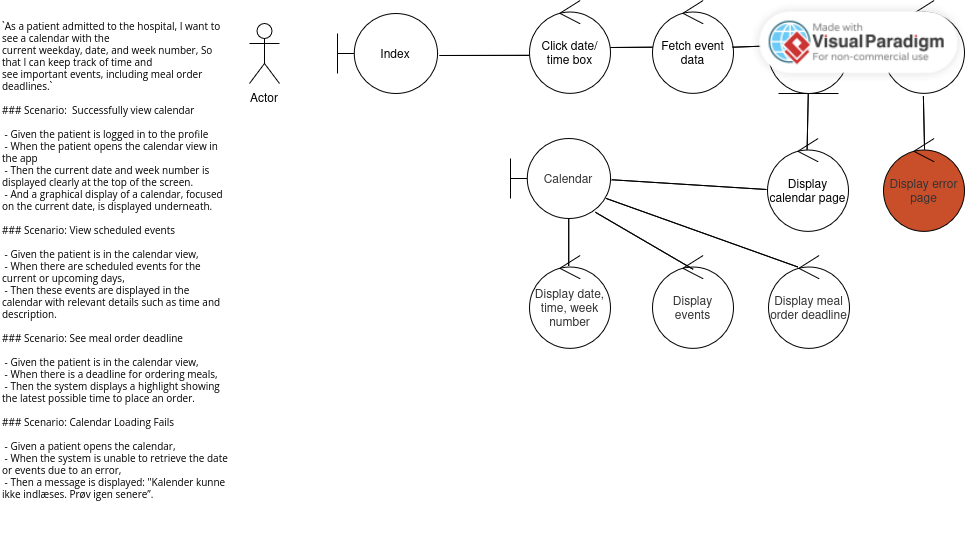 `As a patient admitted to the hospital, I want to
see a calendar with the
current weekday, date, and week number, So
that I can keep track of time and
see important events, including meal order
deadlines.`
### Scenario:  Successfully view calendar
- Given the patient is logged in to the profile
- When the patient opens the calendar view in
the app
- Then the current date and week number is
displayed clearly at the top of the screen.
- And a graphical display of a calendar, focused
on the current date, is displayed underneath.
### Scenario: View scheduled events
- Given the patient is in the calendar view,
- When there are scheduled events for the
current or upcoming days,
- Then these events are displayed in the
calendar with relevant details such as time and
description.
### Scenario: See meal order deadline
- Given the patient is in the calendar view,
- When there is a deadline for ordering meals,
- Then the system displays a highlight showing
the latest possible time to place an order.
### Scenario: Calendar Loading Fails
- Given a patient opens the calendar,
- When the system is unable to retrieve the date
or events due to an error,
- Then a message is displayed: "Kalender kunne
ikke indlæses. Prøv igen senere”.
Actor
Index
Click date/
time box
Fetch event
data
Made with
Visual Paradigm
For non-commercial use
Calendar
Display
calendar page
Display error
page
Display date,
time, week
number
Display
events
Display meal
order deadline